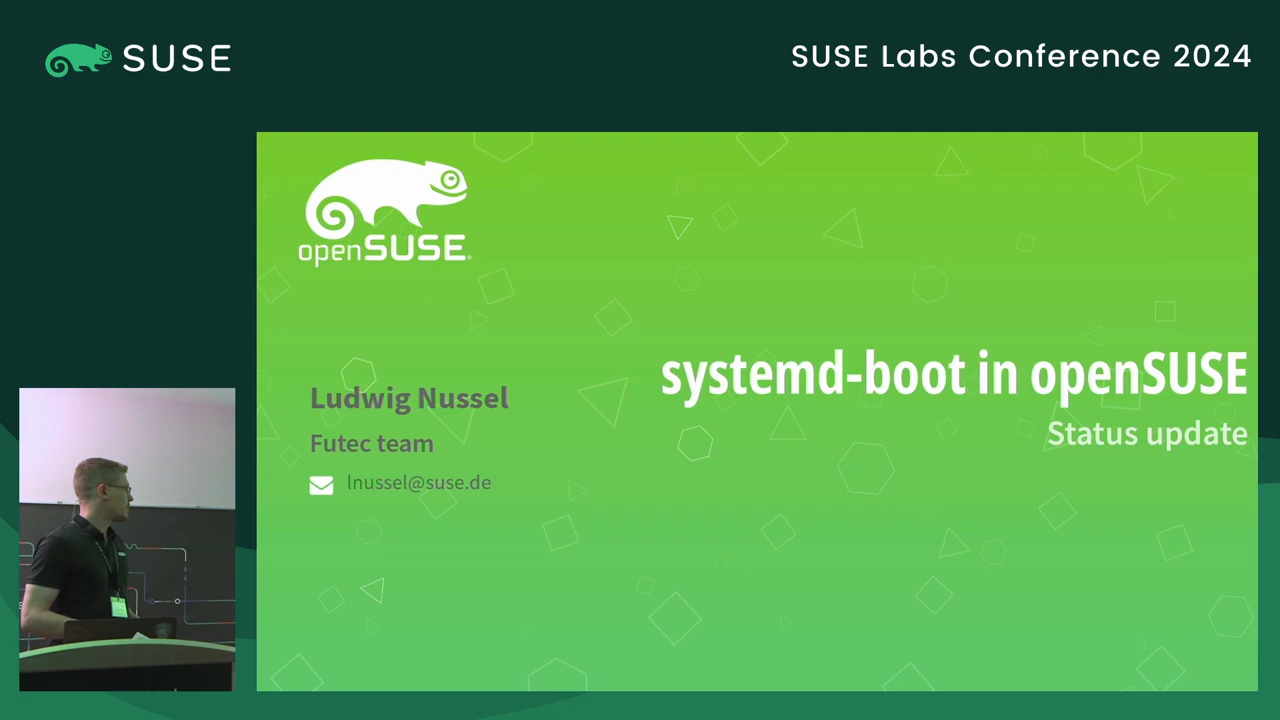 SUSE
SUSE Labs Conference 2024
openSUSE
systemd-boot in openSUSE
Status update
Ludwig Nussel
Futec team
lnussel@suse.de